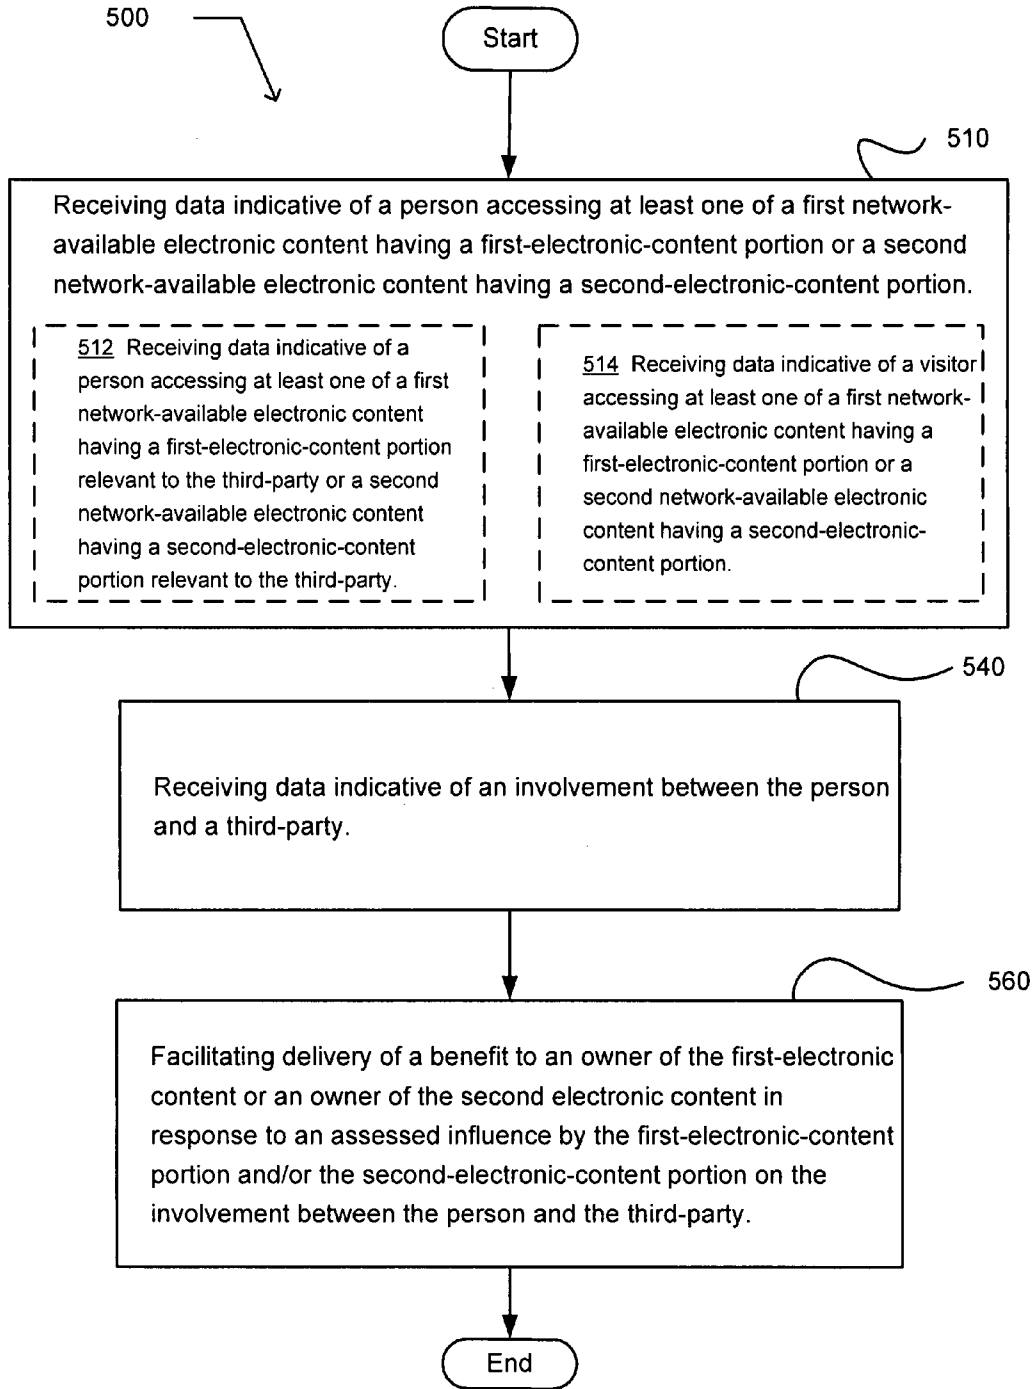 500
Start
510
Receiving data indicative of a person accessing at least one of a first network-
available electronic content having a first-electronic-content portion or a second
network-available electronic content having a second-electronic-content portion.
512 Receiving data indicative of a
person accessing at least one of a first
network-available electronic content
having a first-electronic-content portion
relevant to the third-party or a second
network-available electronic content
having a second-electronic-content
portion relevant to the third-party.
514 Receiving data indicative of a visitor
accessing at least one of a first network-
available electronic content having a
first-electronic-content portion or a
second network-available electronic
content having a second-electronic-
content portion.
540
Receiving data indicative of an involvement between the person
and a third-party.
560
Facilitating delivery of a benefit to an owner of the first-electronic
content or an owner of the second electronic content in
response to an assessed influence by the first-electronic-content
portion and/or the second-electronic-content portion on the
involvement between the person and the third-party.
End